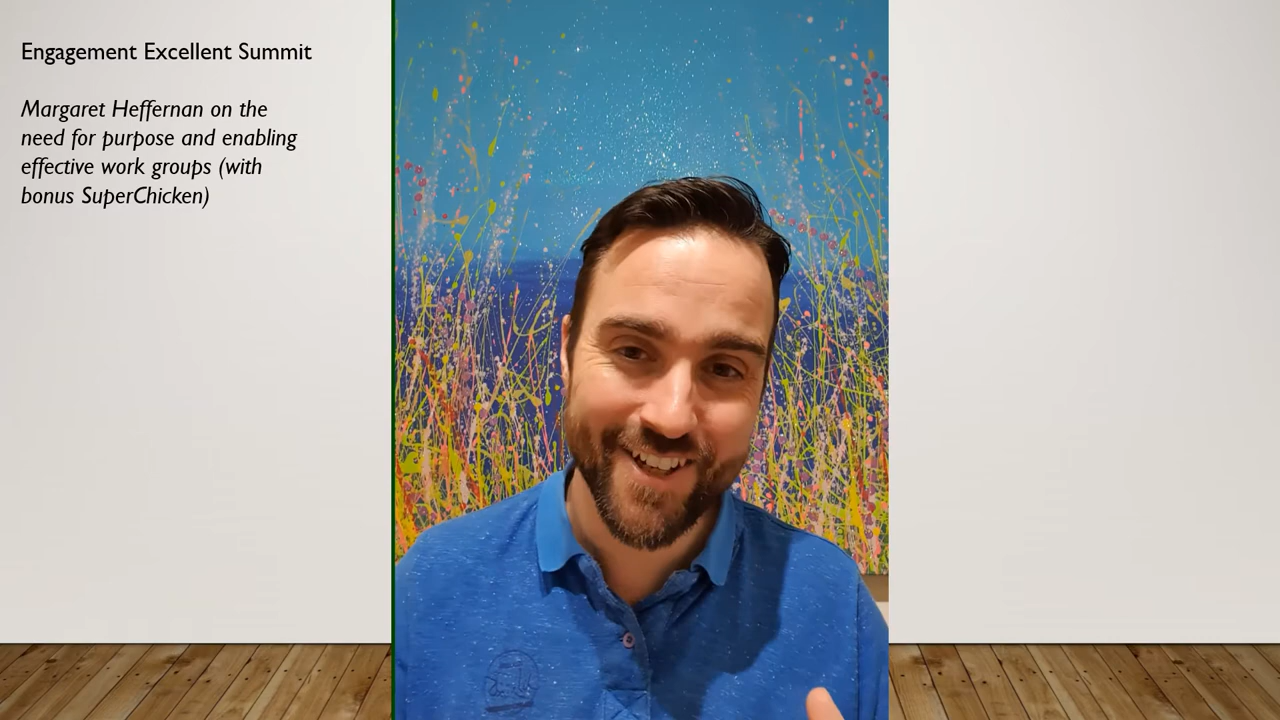 Engagement Excellent Summit
Margaret Heffernan on the
need for purpose and enabling
effective work groups (with
bonus SuperChicken)